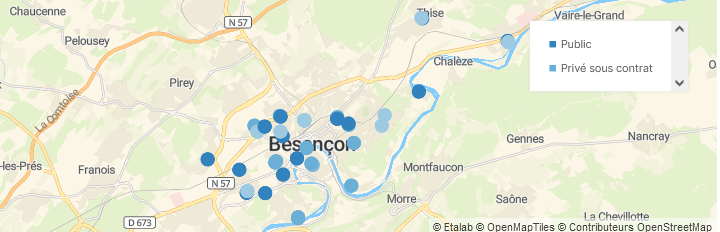 Chaucenne
N 57
Thise
Vaire-le-Grand
Pelousey
Public
Chalèze
Privé sous contrat
Pirey
La Comtoise
Besançon
Gennes
Nancray
-les-Prés
Franois
Montfaucon
N 57
Morre
Saône
D 673
La Chevillotte
© Etalab © OpenMapTiles © Contributeurs OpenStreetMap